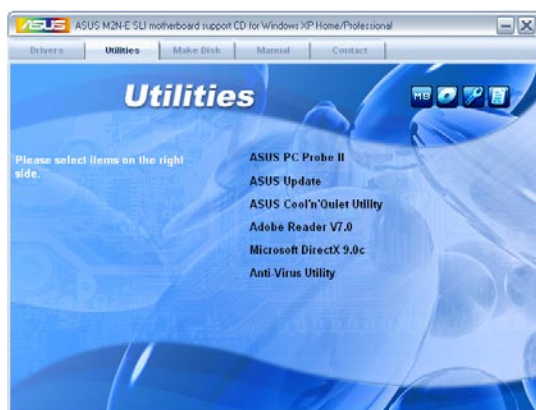 ASUS ASUS M2N-E SLI motherboard support CD for Windows XP Home/Professional
Drivers Utilities Make Disk Manual Contact
Utilities
MB
Please select items on the right
side.
ASUS PC Probe II
ASUS Update
ASUS Cool'n'Quiet Utility
Adobe Reader V7.0
Microsoft DirectX 9.0c
Anti-Virus Utility